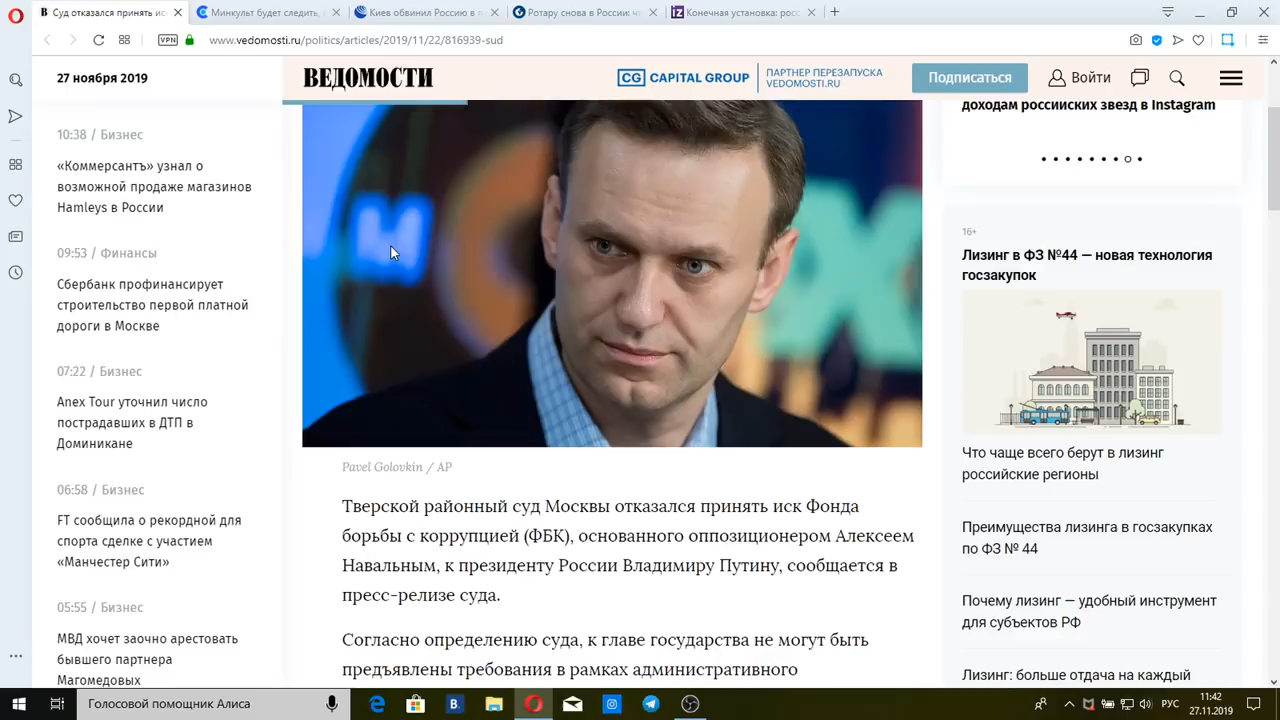 Суд отказался принять ис
Минкульт будет следить,
Киев обвинил Россию в п
Ротару снова в России: ч
Конечная установка: росс
VPN
www.vedomosti.ru/politics/articles/2019/11/22/816939-sud
27 ноября 2019
ВЕДОМОСТИ
CG CAPITAL GROUP
ПАРТНЕР ПЕРЕЗАПУСКА
VEDOMOSTI.RU
Подписаться
Войти
10:38 / Бизнес
«Коммерсантъ» узнал о
возможной продаже магазинов
Hamleys в России
09:53 / Финансы
Сбербанк профинансирует
строительство первой платной
дороги в Москве
07:22 / Бизнес
Anex Tour уточнил число
пострадавших в ДТП в
Доминикане
06:58 / Бизнес
FT сообщила о рекордной для
спорта сделке с участием
«Манчестер Сити»
05:55 / Бизнес
МВД хочет заочно арестовать
бывшего партнера
Магомедовых
Pavel Golovkin / AP
Тверской районный суд Москвы отказался принять иск Фонда
борьбы с коррупцией (ФБК), основанного оппозиционером Алексеем
Навальным, к президенту России Владимиру Путину, сообщается в
пресс-релизе суда.
Согласно определению суда, к главе государства не могут быть
предъявлены требования в рамках административного
доходам российских звезд в Instagram
16+
Лизинг в ФЗ №44 — новая технология
госзакупок
Что чаще всего берут в лизинг
российские регионы
Преимущества лизинга в госзакупках
по ФЗ № 44
Почему лизинг — удобный инструмент
для субъектов РФ
Лизинг: больше отдача на каждый
Голосовой помощник Алиса
РУС
11:42
27.11.2019